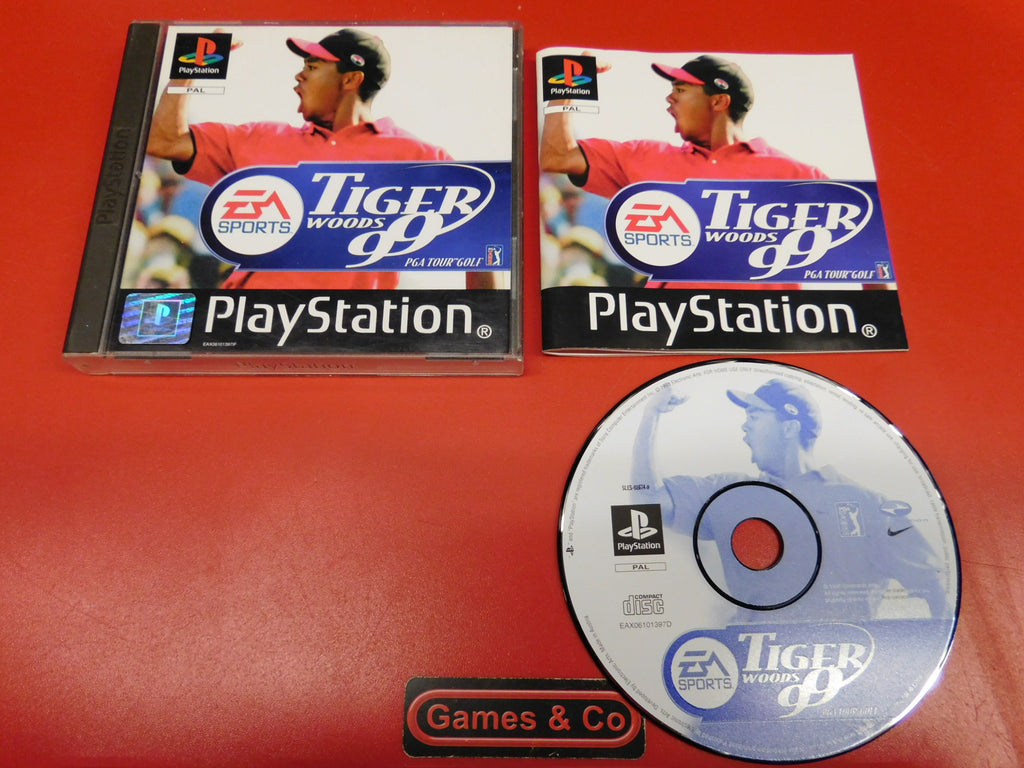 PlayStation
PAL
PlayStation
EA
SPORTS
TIGER
WOODS
99
PGA TOUR GOLF
PlayStation®
EAX06101397P
PlayStation
PlayStation
PAL
EA
SPORTS
TIGER
WOODS
99
PGA TOUR GOLF
PlayStation®
PlayStation
PAL
COMPACT
disc
EAX06101397D
EA
SPORTS
TIGER
WOODS
99
PGA TOUR GOLF
Games & Co